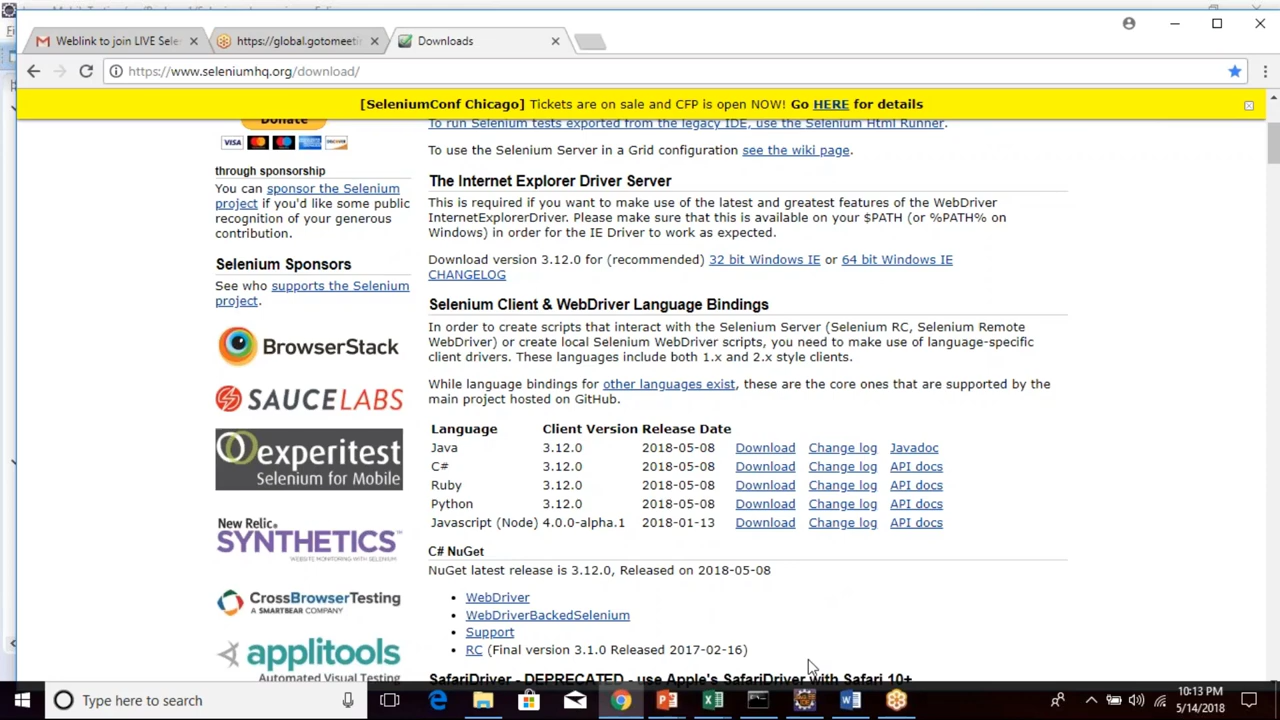 Weblink to join LIVE Sele
https://global.gotomeeti
Downloads
https://www.seleniumhq.org/download/
[SeleniumConf Chicago] Tickets are on sale and CFP is open NOW! Go HERE for details
Donate
VISA
through sponsorship
You can sponsor the Selenium
project if you'd like some public
recognition of your generous
contribution.
Selenium Sponsors
See who supports the Selenium
project.
BrowserStack
SAUCELABS
experitest
Selenium for Mobile
New Relic.
SYNTHETICS
WEBSITE MONITORING WITH SELENIUM
CROSSBROWSERTESTING
A SMARTBEAR COMPANY
applitools
Automated Visual Testing
To run Selenium tests exported from the legacy IDE, use the Selenium Html Runner.
To use the Selenium Server in a Grid configuration see the wiki page.
The Internet Explorer Driver Server
This is required if you want to make use of the latest and greatest features of the WebDriver
InternetExplorerDriver. Please make sure that this is available on your $PATH (or %PATH% on
Windows) in order for the IE Driver to work as expected.
Download version 3.12.0 for (recommended) 32 bit Windows IE or 64 bit Windows IE
CHANGELOG
Selenium Client & WebDriver Language Bindings
In order to create scripts that interact with the Selenium Server (Selenium RC, Selenium Remote
WebDriver) or create local Selenium WebDriver scripts, you need to make use of language-specific
client drivers. These languages include both 1.x and 2.x style clients.
While language bindings for other languages exist, these are the core ones that are supported by the
main project hosted on GitHub.
Language Client Version Release Date
Java 3.12.0 2018-05-08 Download Change log Javadoc
C# 3.12.0 2018-05-08 Download Change log API docs
Ruby 3.12.0 2018-05-08 Download Change log API docs
Python 3.12.0 2018-05-08 Download Change log API docs
Javascript (Node) 4.0.0-alpha.1 2018-01-13 Download Change log API docs
C# NuGet
NuGet latest release is 3.12.0, Released on 2018-05-08
WebDriver
WebDriverBackedSelenium
Support
RC (Final version 3.1.0 Released 2017-02-16)
SafariDriver - DEPRECATED - use Apple's SafariDriver with Safari 10+
Type here to search
10:13 PM
5/14/2018